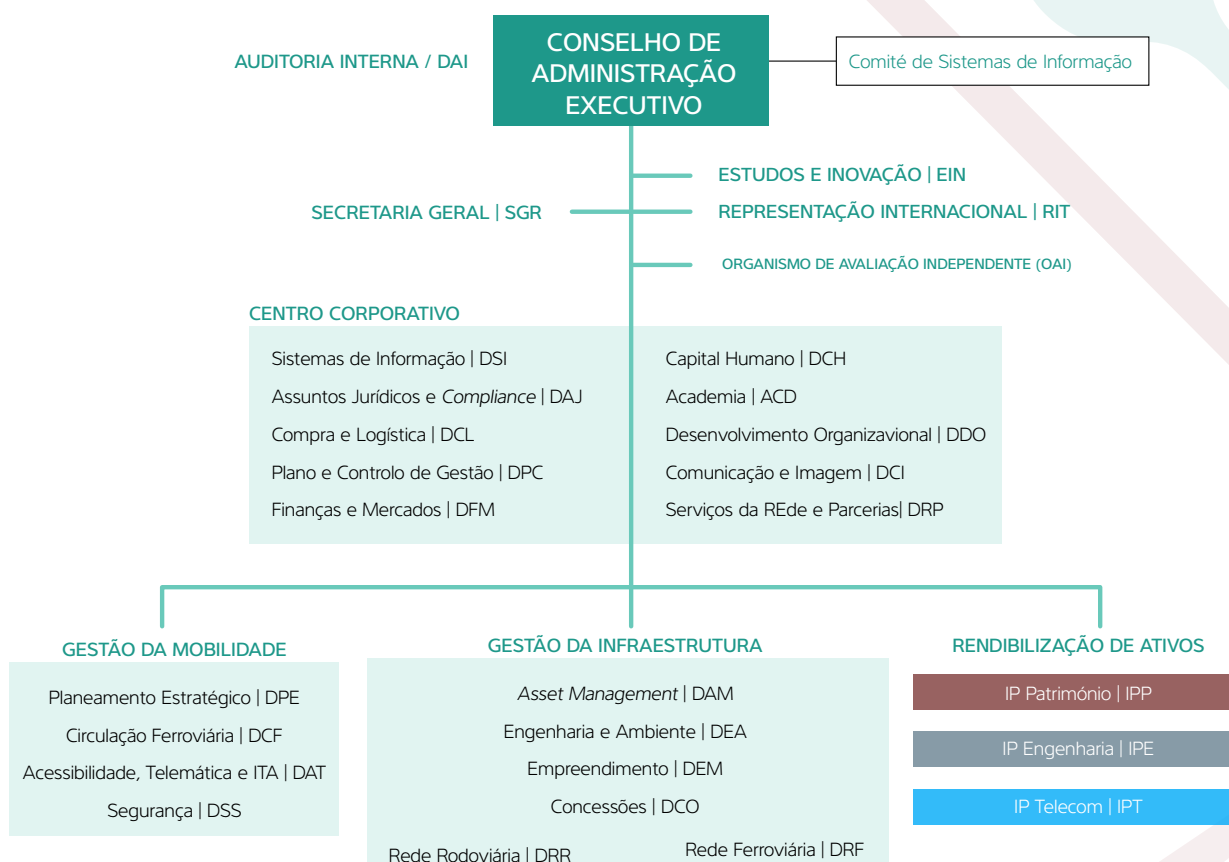 AUDITORIA INTERNA / DAI
CONSELHO DE
ADMINISTRAÇÃO
EXECUTIVO
Comité de Sistemas de Informação
ESTUDOS E INOVAÇÃO | EIN
SECRETARIA GERAL | SGR
REPRESENTAÇÃO INTERNACIONAL | RIT
ORGANISMO DE AVALIAÇÃO INDEPENDENTE (OAI)
CENTRO CORPORATIVO
Sistemas de Informação | DSI
Assuntos Jurídicos e Compliance | DAJ
Compra e Logística | DCL
Plano e Controlo de Gestão | DPC
Finanças e Mercados | DFM
Capital Humano | DCH
Academia | ACD
Desenvolvimento Organizavional | DDO
Comunicação e Imagem | DCI
Serviços da REde e Parcerias| DRP
GESTÃO DA MOBILIDADE
Planeamento Estratégico | DPE
Circulação Ferroviária | DCF
Acessibilidade, Telemática e ITA | DAT
Segurança | DSS
GESTÃO DA INFRAESTRUTURA
Asset Management | DAM
Engenharia e Ambiente | DEA
Empreendimento | DEM
Concessões | DCO
Rede Rodoviária | DRR
Rede Ferroviária | DRF
RENDIBILIZAÇÃO DE ATIVOS
IP Património | IPP
IP Engenharia | IPE
IP Telecom | IPT